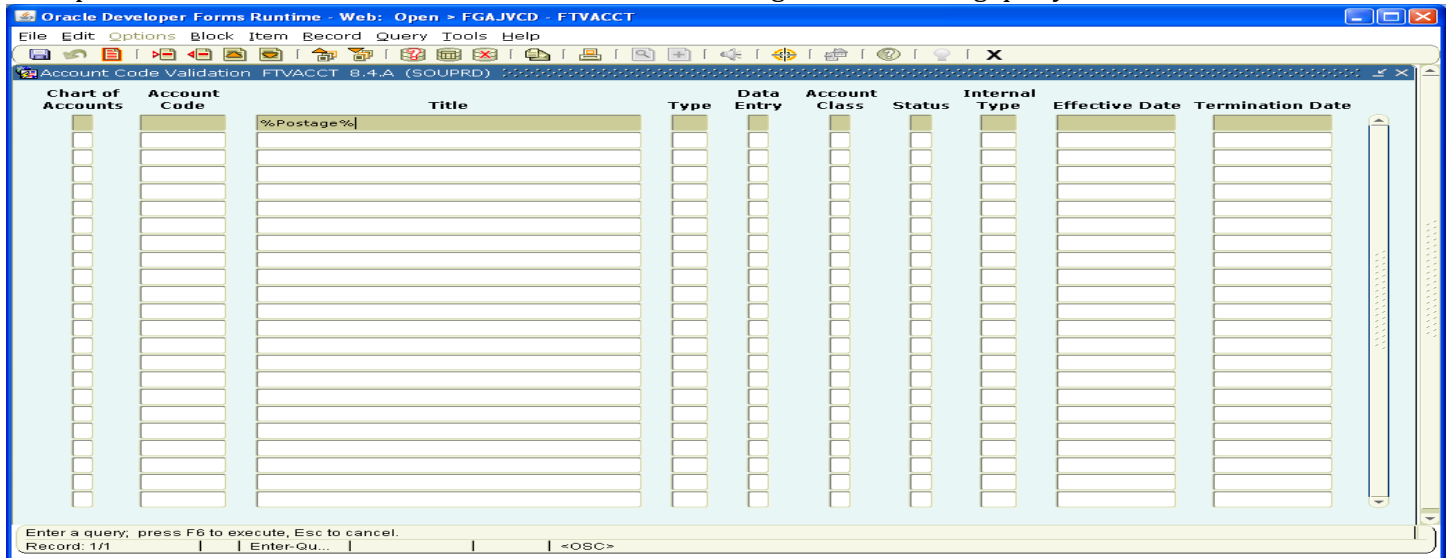 Oracle Developer Forms Runtime - Web: Open > FGAJVCD - FTVACCT
File Edit Options Block Item Record Query Tools Help
X
Account Code Validation FTVACCT 8.4.A (SOUPRD)
Chart of Accounts Account Code Title Type Data Entry Account Class Status Internal Type Effective Date Termination Date
%Postage%
Enter a query; press F6 to execute, Esc to cancel.
Record: 1/1 | | Enter-Qu... | | | <OSC>